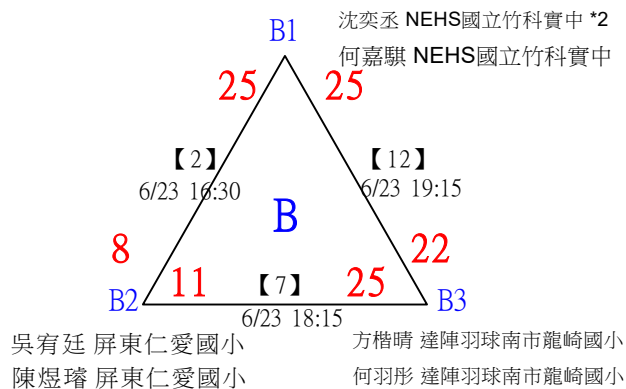 沈奕丞 NEHS國立竹科實中 *2
B1
何嘉騏 NEHS國立竹科實中
25
25
【2】
【12】
6/23 16:30
6/23 19:15
B
8
22
11
【7】
25
B2
B3
6/23 18:15
吳宥廷 屏東仁愛國小
方楷晴 達陣羽球南市龍崎國小
陳煜璿 屏東仁愛國小
何羽彤 達陣羽球南市龍崎國小